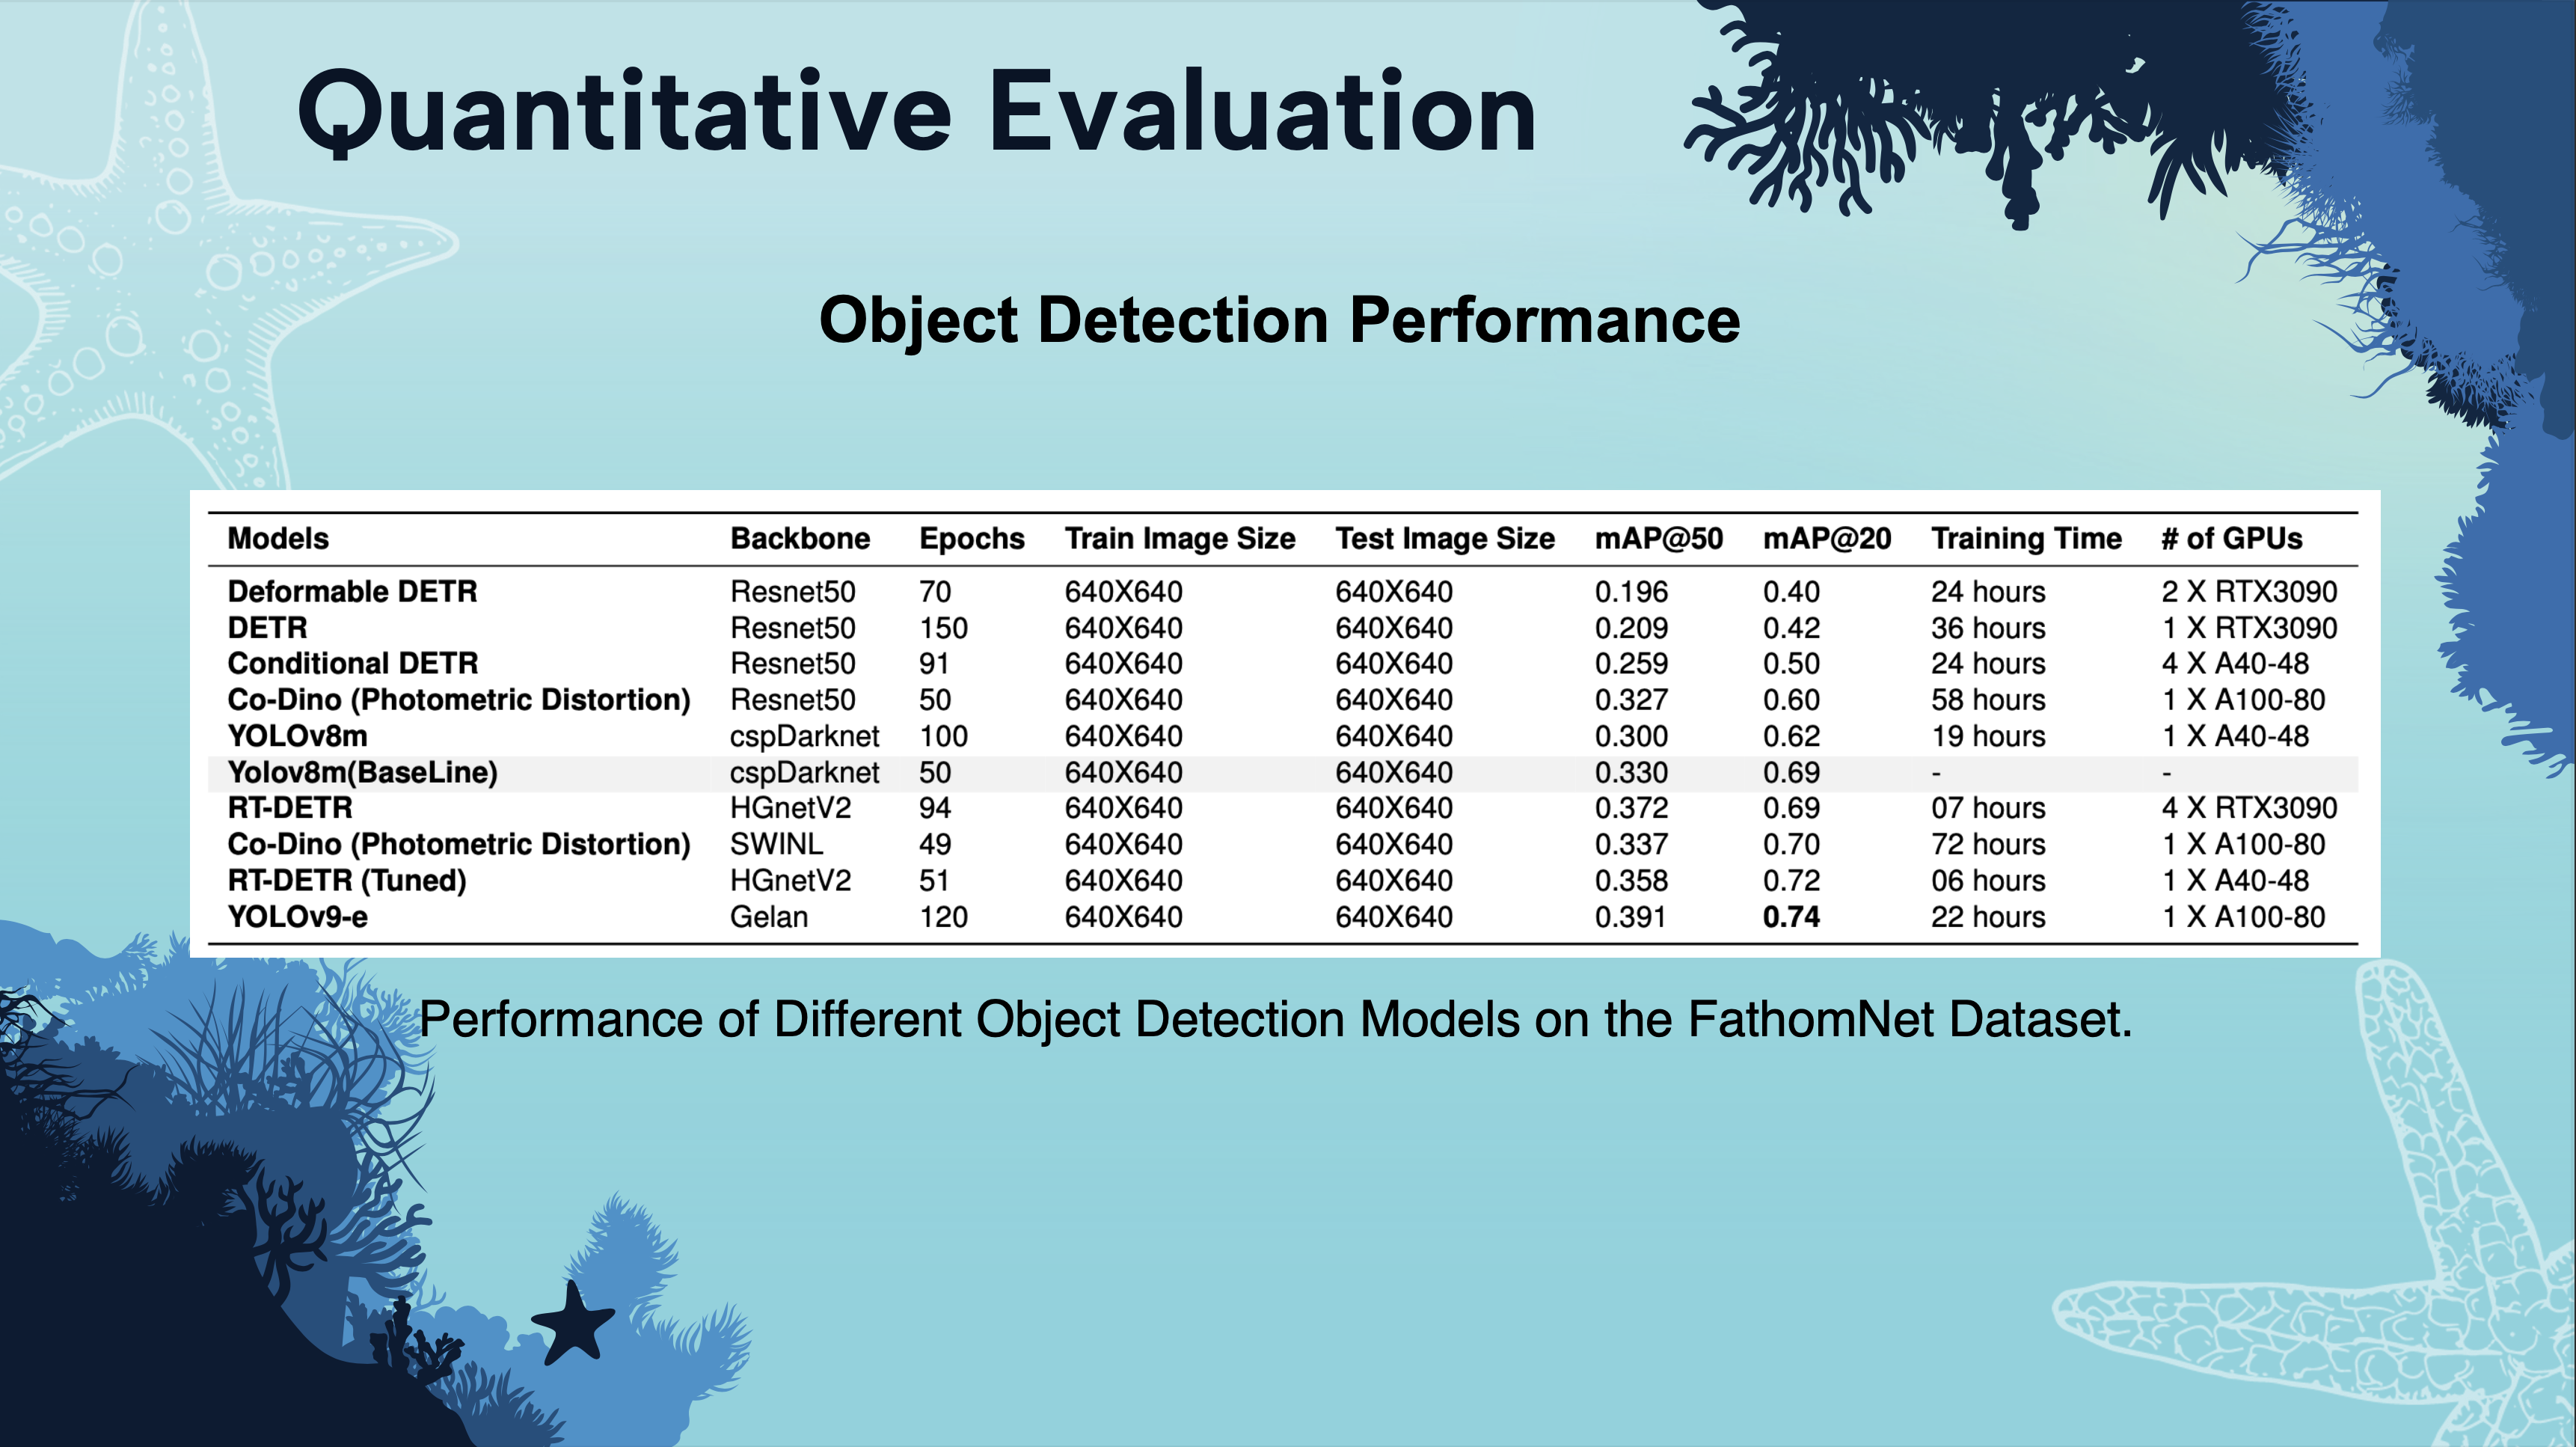 Quantitative Evaluation
Object Detection Performance
Models Backbone Epochs Train Image Size Test Image Size mAP@50 mAP@20 Training Time # of GPUs
Deformable DETR Resnet50 70 640X640 640X640 0.196 0.40 24 hours 2 X RTX3090
DETR Resnet50 150 640X640 640X640 0.209 0.42 36 hours 1 X RTX3090
Conditional DETR Resnet50 91 640X640 640X640 0.259 0.50 24 hours 4 X A40-48
Co-Dino (Photometric Distortion) Resnet50 50 640X640 640X640 0.327 0.60 58 hours 1 X A100-80
YOLOv8m cspDarknet 100 640X640 640X640 0.300 0.62 19 hours 1 X A40-48
Yolov8m(BaseLine) cspDarknet 50 640X640 640X640 0.330 0.69 - -
RT-DETR HGnetV2 94 640X640 640X640 0.372 0.69 07 hours 4 X RTX3090
Co-Dino (Photometric Distortion) SWINL 49 640X640 640X640 0.337 0.70 72 hours 1 X A100-80
RT-DETR (Tuned) HGnetV2 51 640X640 640X640 0.358 0.72 06 hours 1 X A40-48
YOLOv9-e Gelan 120 640X640 640X640 0.391 0.74 22 hours 1 X A100-80
Performance of Different Object Detection Models on the FathomNet Dataset.